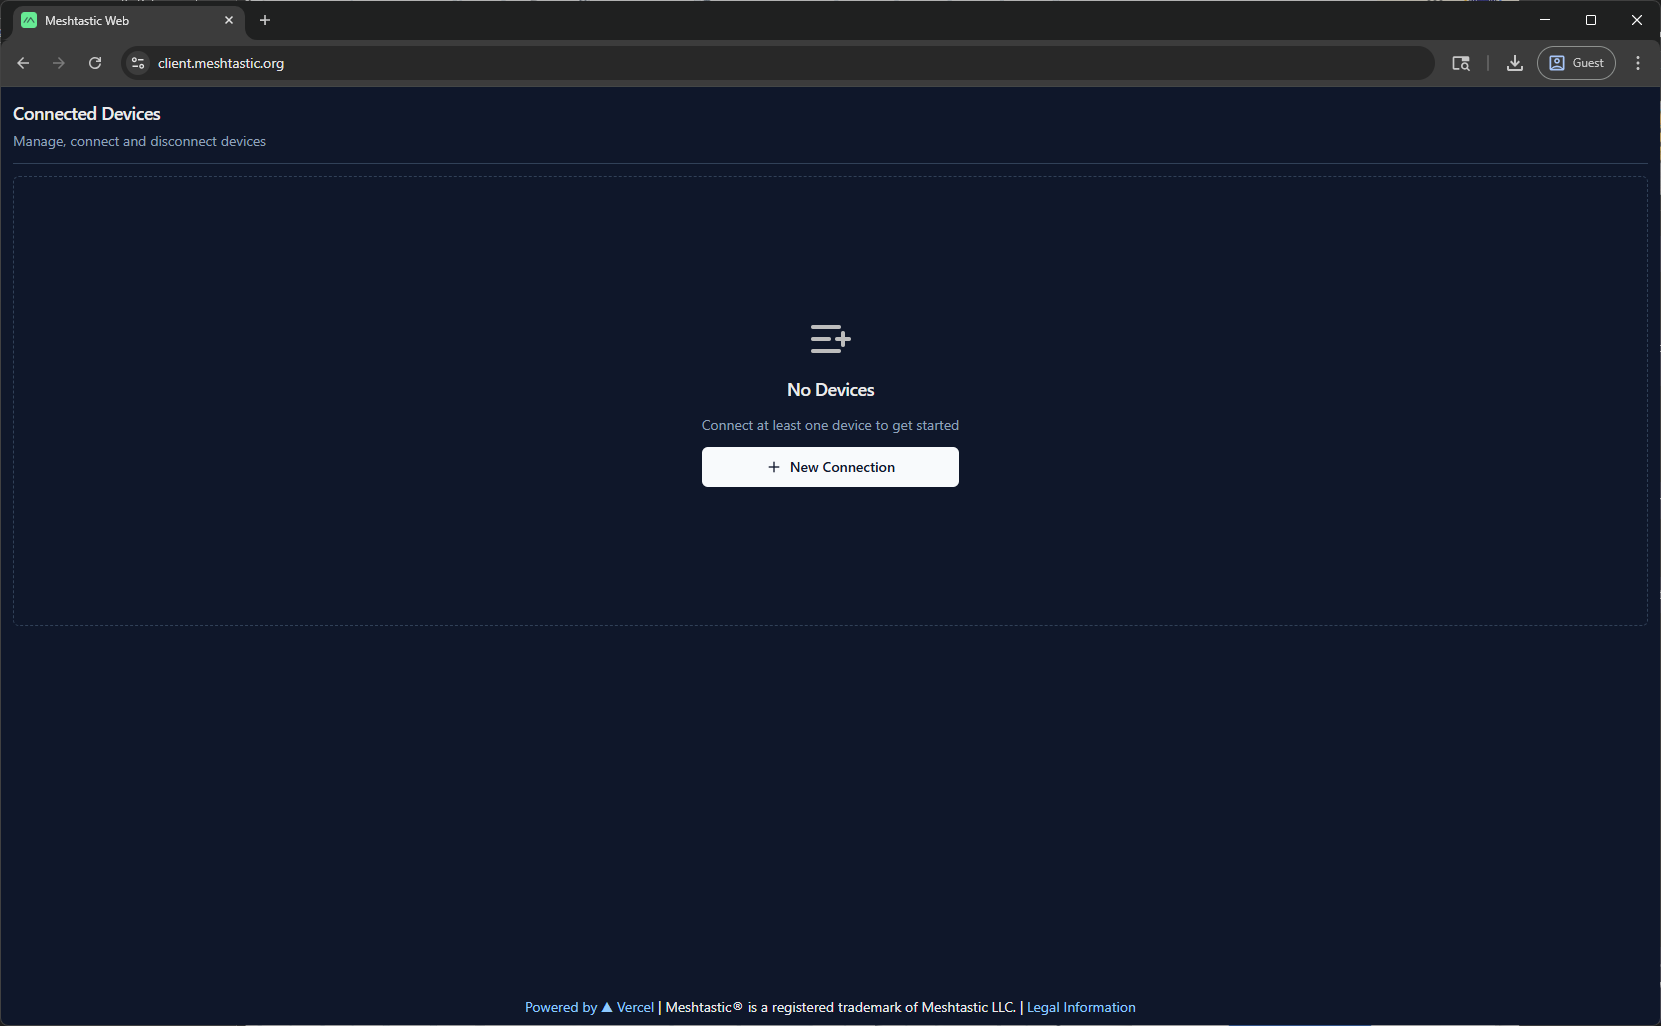 Meshtastic Web
client.meshtastic.org
Guest
Connected Devices
Manage, connect and disconnect devices
No Devices
Connect at least one device to get started
New Connection
Powered by ▲ Vercel | Meshtastic® is a registered trademark of Meshtastic LLC. | Legal Information